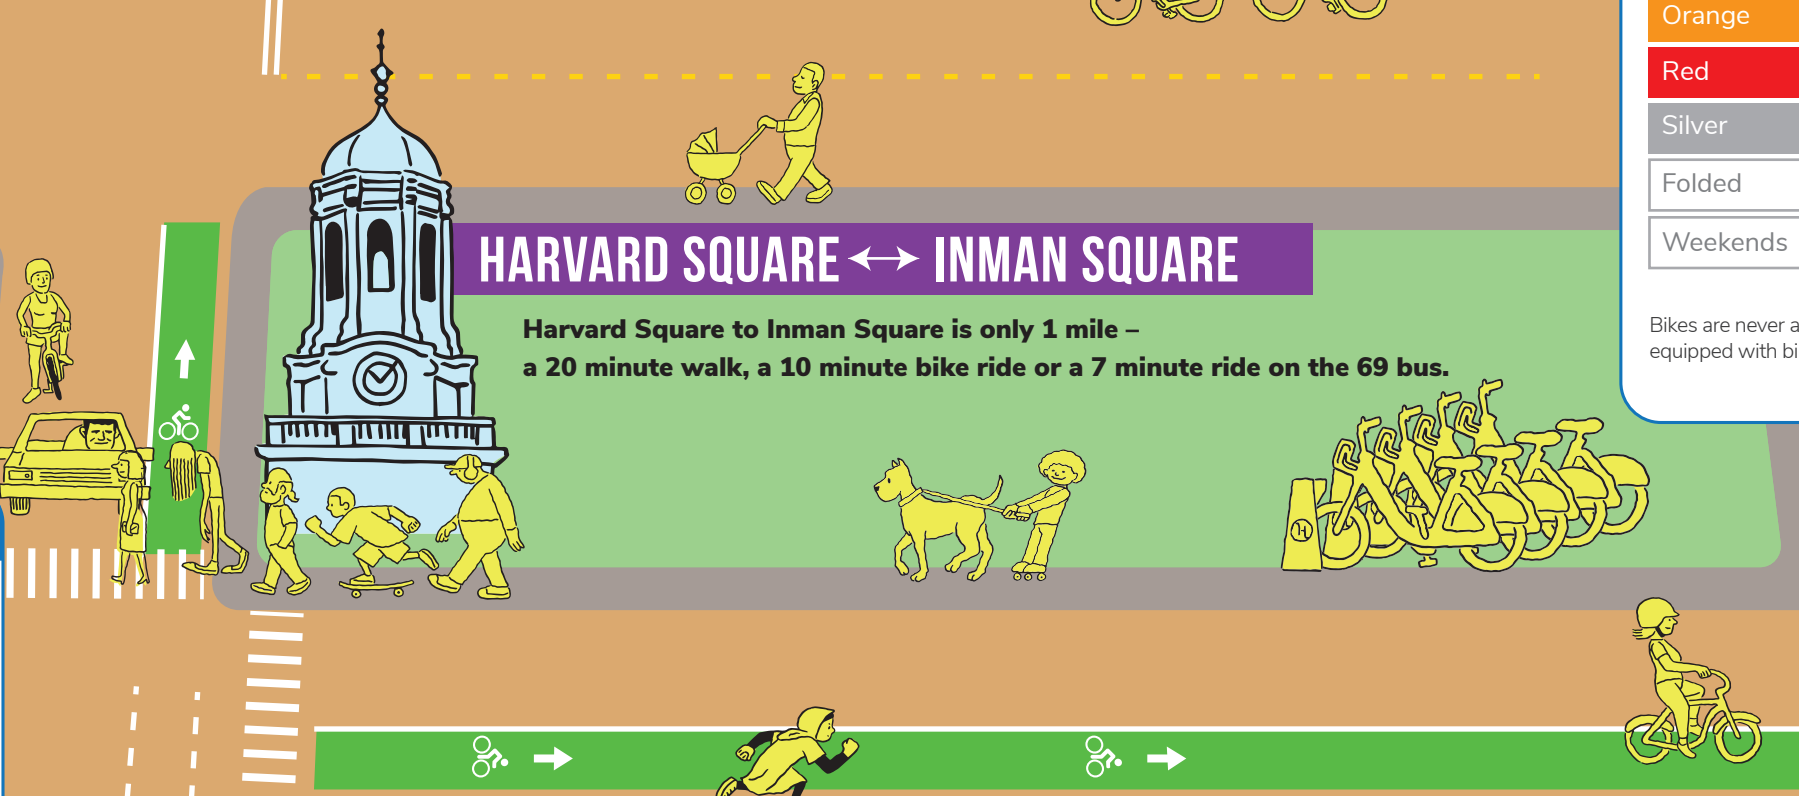 HARVARD SQUARE ↔ INMAN SQUARE
Harvard Square to Inman Square is only 1 mile –
a 20 minute walk, a 10 minute bike ride or a 7 minute ride on the 69 bus.
Orange
Red
Silver
Folded
Weekends
Bikes are never a
equipped with bi
H